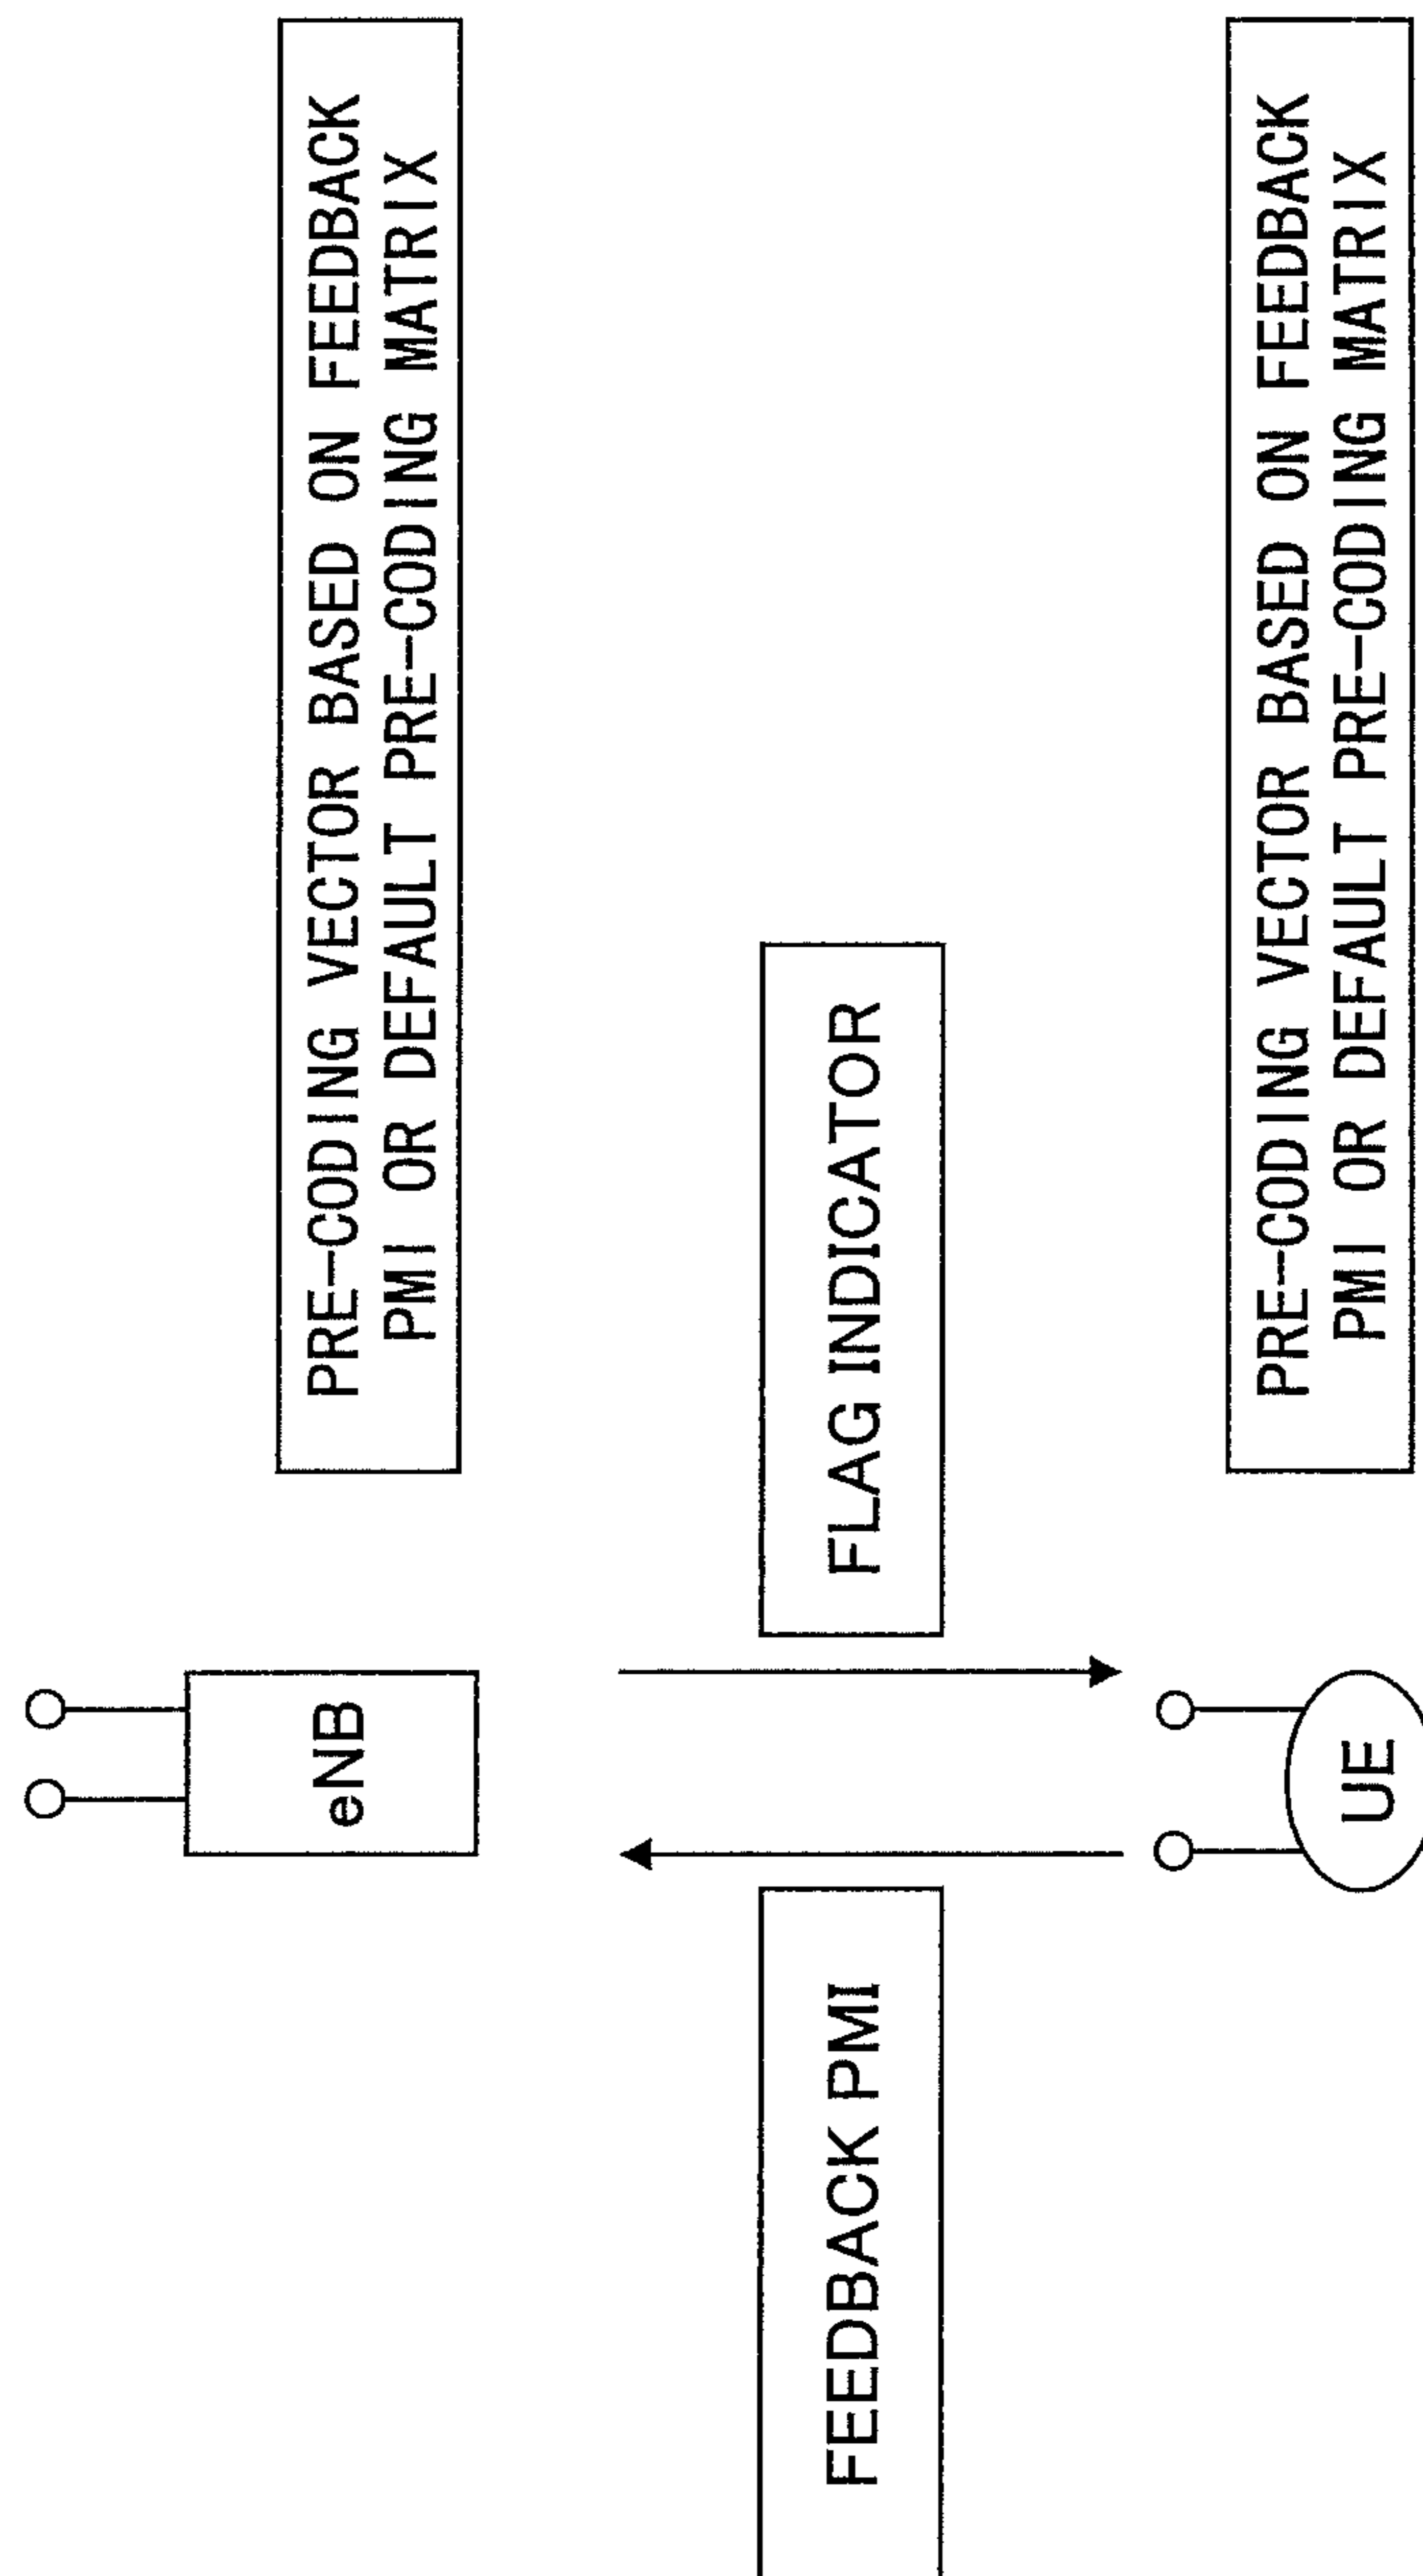 PRE-CODING VECTOR BASED ON FEEDBACK
PMI OR DEFAULT PRE-CODING MATRIX
eNB
FEEDBACK PMI
FLAG INDICATOR
UE
PRE-CODING VECTOR BASED ON FEEDBACK
PMI OR DEFAULT PRE-CODING MATRIX